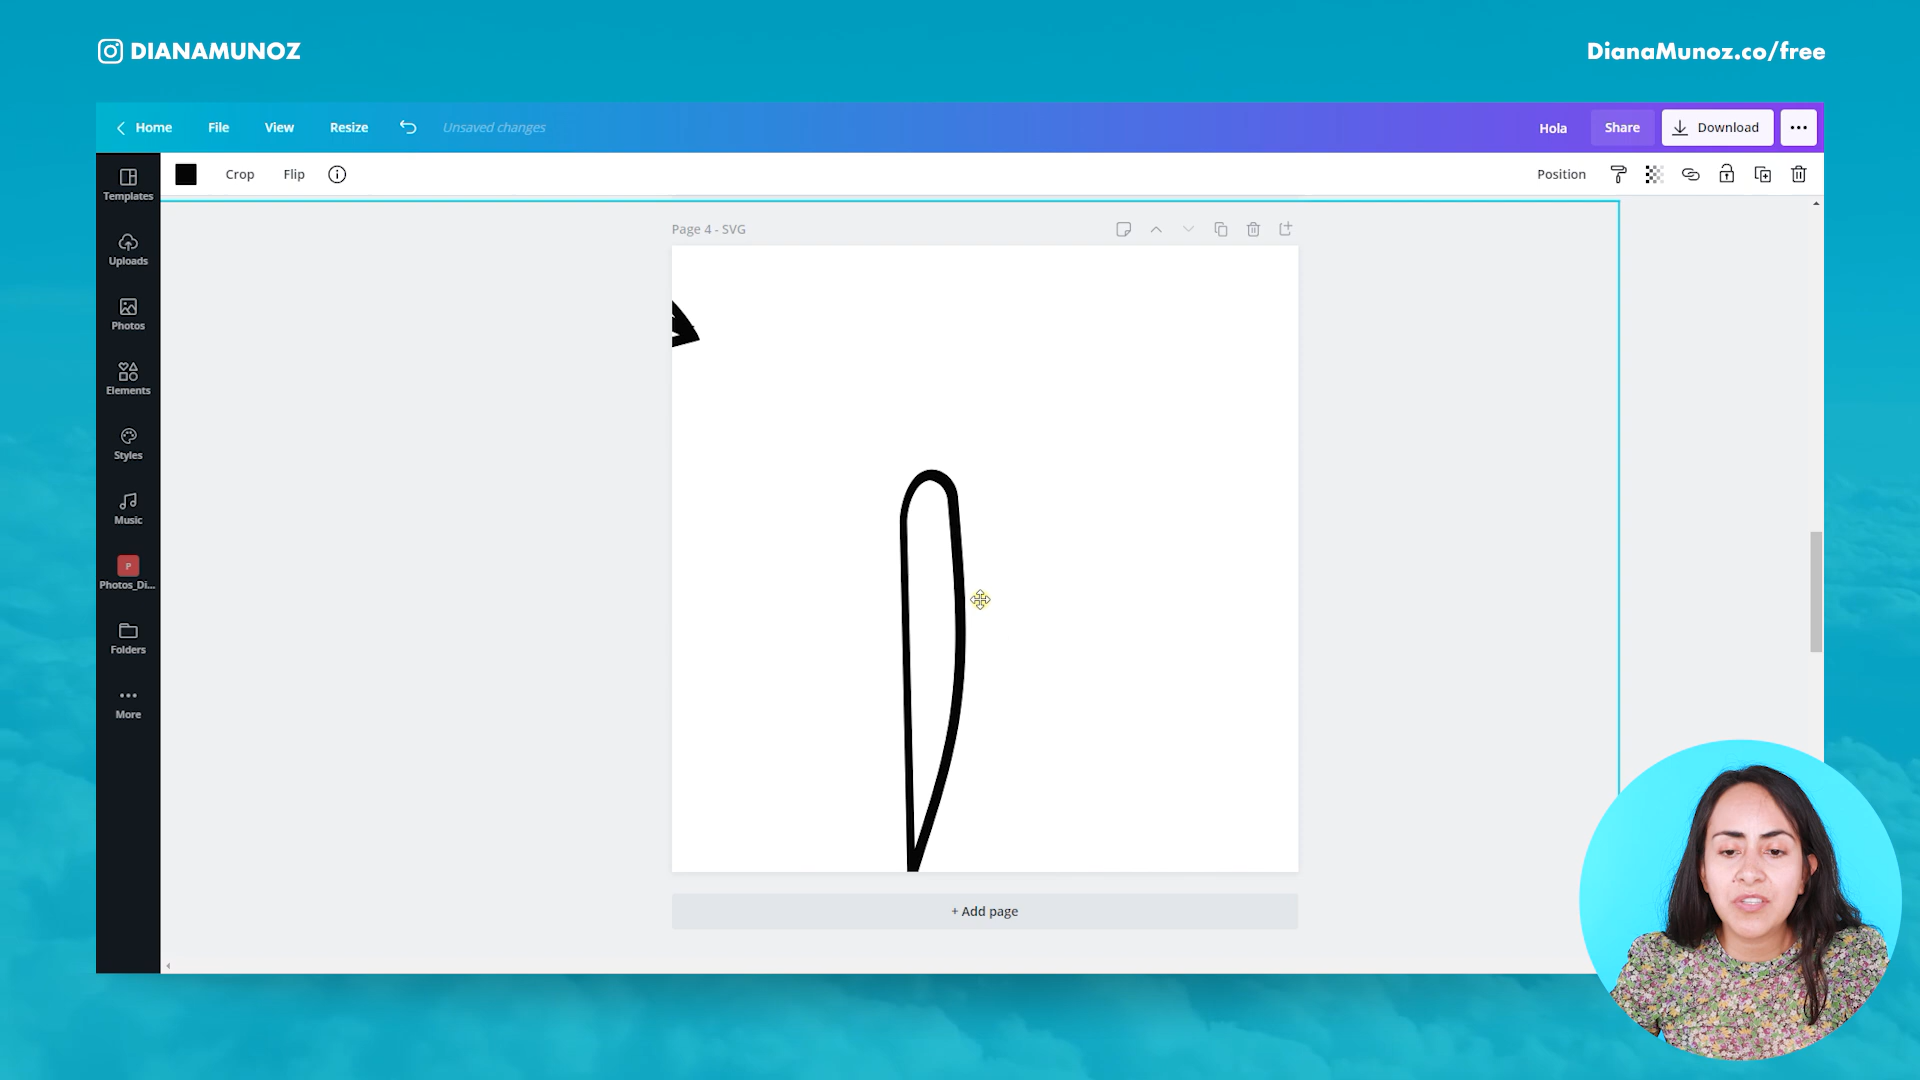 DIANAMUNOZ
DianaMunoz.co/free
Home File View Resize Unsaved changes Hola Share Download
Crop Flip Position
Templates
Uploads
Photos
Elements
Styles
Music
P
Photos_Di...
Folders
More
Page 4 - SVG
+ Add page